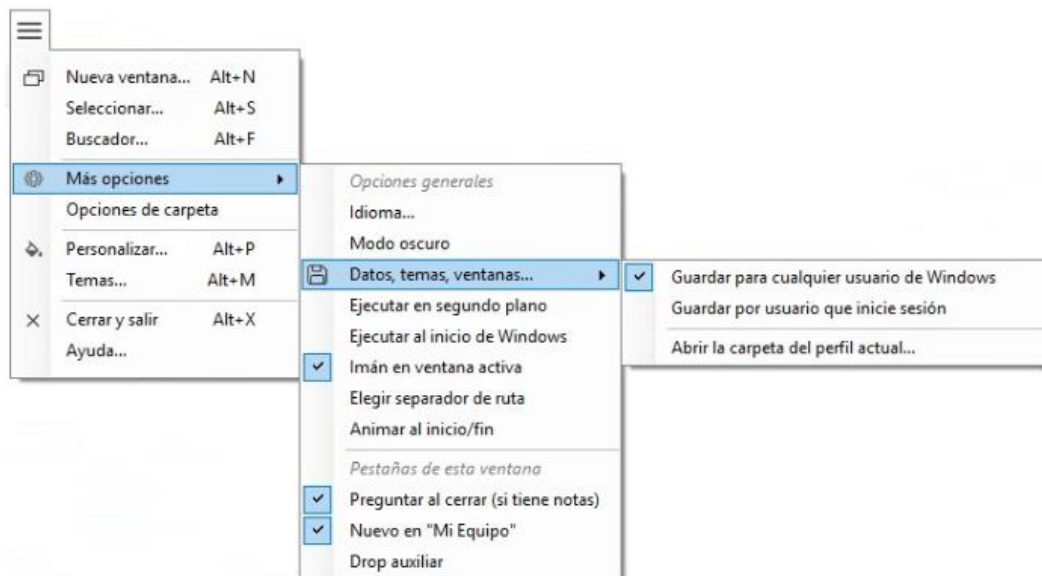 Nueva ventana... Alt+N
Seleccionar... Alt+S
Buscador... Alt+F
Más opciones
Opciones de carpeta
Personalizar... Alt+P
Temas... Alt+M
Cerrar y salir Alt+X
Ayuda...
Opciones generales
Idioma...
Modo oscuro
Datos, temas, ventanas...
Ejecutar en segundo plano
Ejecutar al inicio de Windows
Imán en ventana activa
Elegir separador de ruta
Animar al inicio/fin
Pestañas de esta ventana
Preguntar al cerrar (si tiene notas)
Nuevo en "Mi Equipo"
Drop auxiliar
Guardar para cualquier usuario de Windows
Guardar por usuario que inicie sesión
Abrir la carpeta del perfil actual...